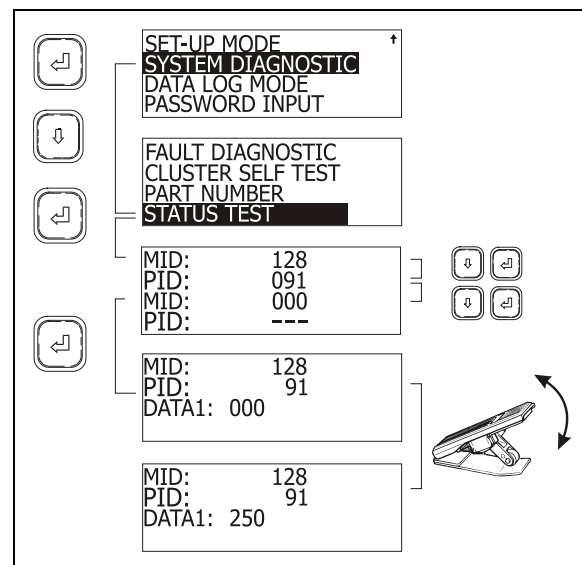 SET-UP MODE
SYSTEM DIAGNOSTIC
DATA LOG MODE
PASSWORD INPUT
FAULT DIAGNOSTIC
CLUSTER SELF TEST
PART NUMBER
STATUS TEST
MID: 128
PID: 091
MID: 000
PID: ---
MID: 128
PID: 91
DATA1: 000
MID: 128
PID: 91
DATA1: 250